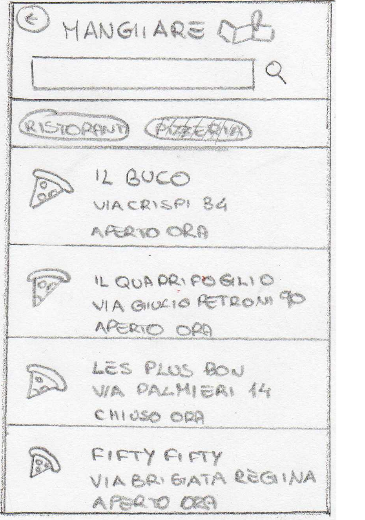 MANGIARE
RISTORANTI
PIZZERIA
IL BUCO
VIA CRISPI 34
APERTO ORA
IL QUADRIFOGLIO
VIA GIULIO PETRONI 90
APERTO ORA
LES PLUS BON
VIA PALMIERI 14
CHIUSO ORA
FIFTY FIFTY
VIA BRIGATA REGINA
APERTO ORA